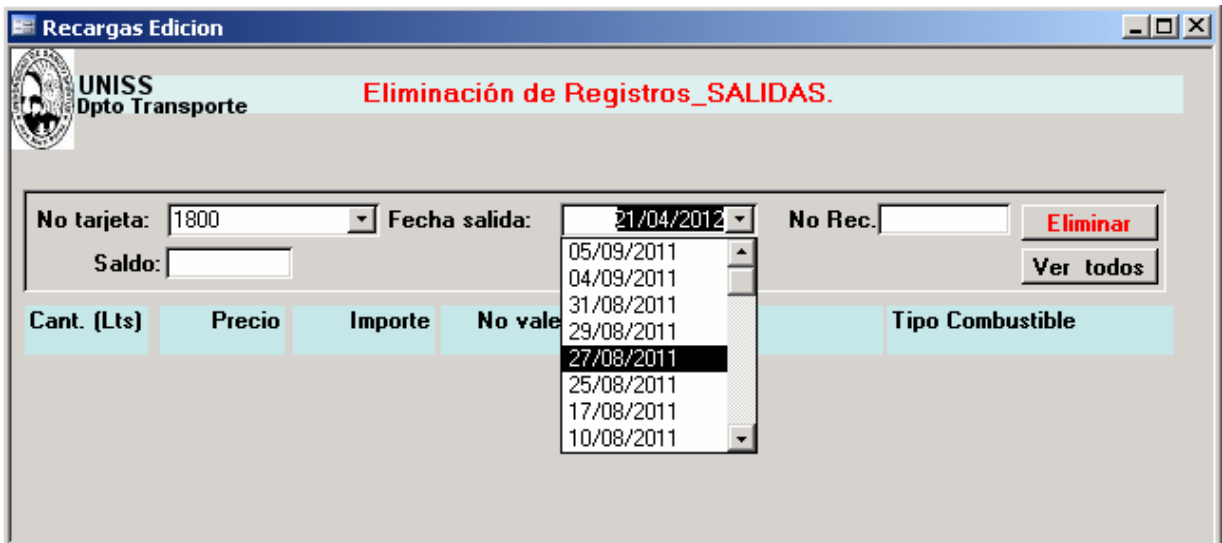 Recargas Edicion
UNISS
Dpto Transporte
Eliminación de Registros_SALIDAS.
No tarjeta: 1800 Fecha salida: 21/04/2012 No Rec. Eliminar
Saldo: Ver todos
05/09/2011
04/09/2011
31/08/2011
29/08/2011
27/08/2011
25/08/2011
17/08/2011
10/08/2011
Cant. (Lts) Precio Importe No vale Tipo Combustible